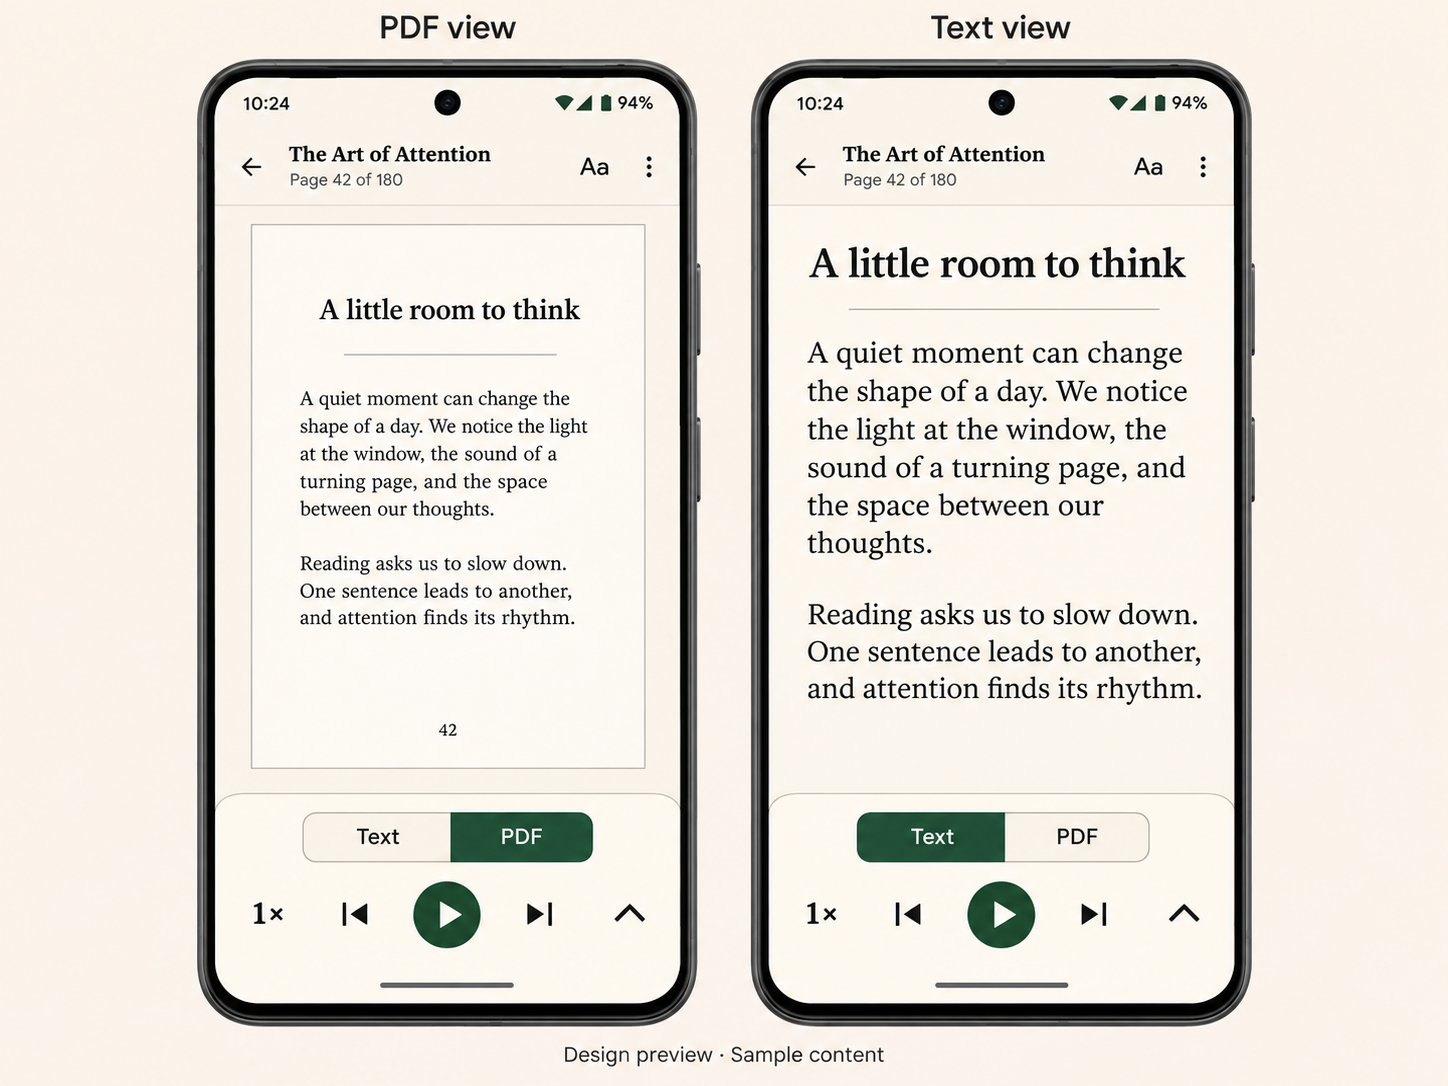 PDF view
10:24
94%
The Art of Attention
Page 42 of 180
Aa
A little room to think
A quiet moment can change the
shape of a day. We notice the light
at the window, the sound of a
turning page, and the space
between our thoughts.
Reading asks us to slow down.
One sentence leads to another,
and attention finds its rhythm.
42
Text
PDF
1×
Text view
10:24
94%
The Art of Attention
Page 42 of 180
Aa
A little room to think
A quiet moment can change
the shape of a day. We notice
the light at the window, the
sound of a turning page, and
the space between our
thoughts.
Reading asks us to slow down.
One sentence leads to another,
and attention finds its rhythm.
Text
PDF
1×
Design preview · Sample content